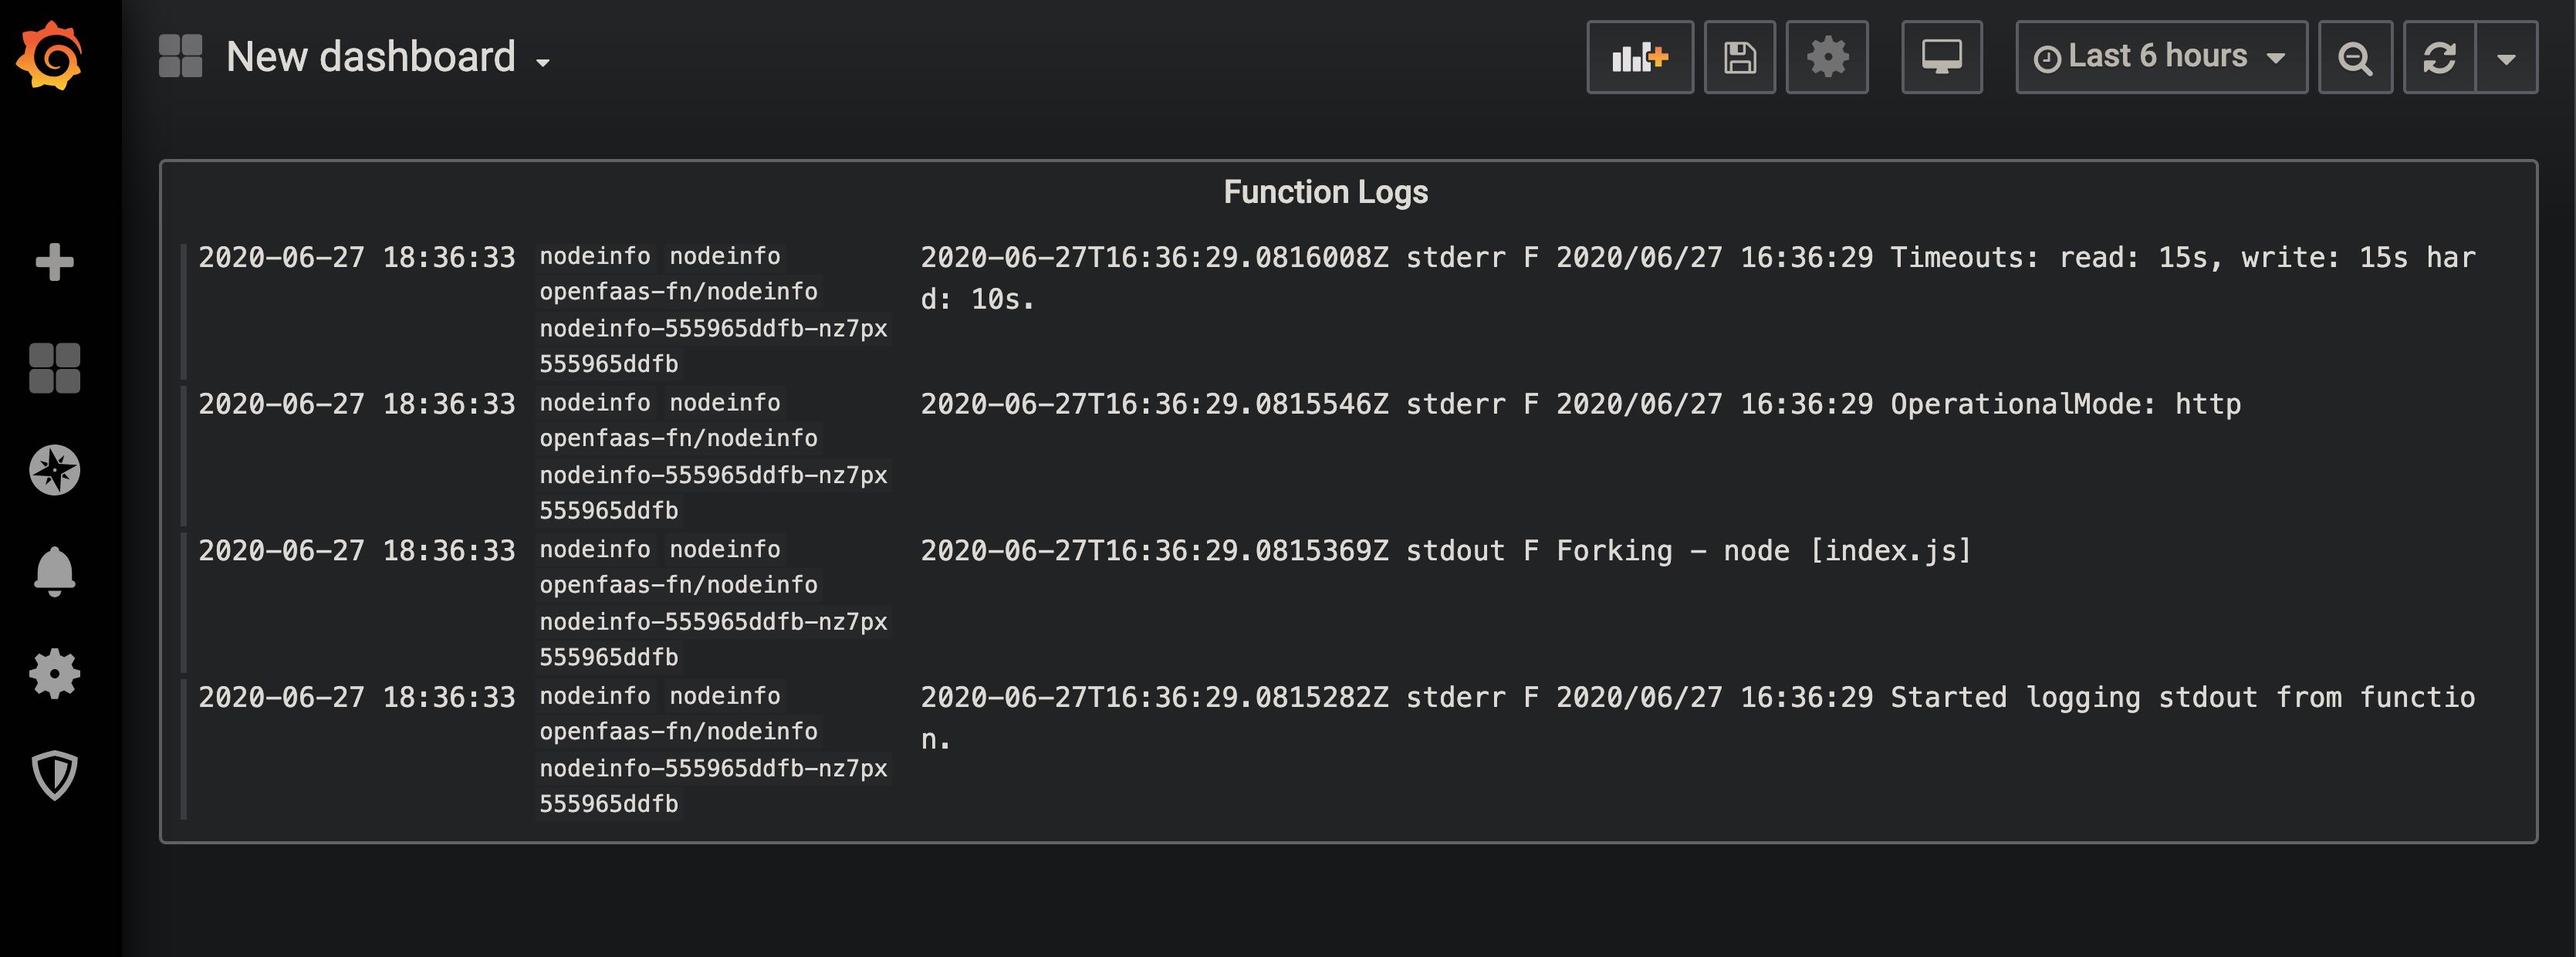 New dashboard
Last 6 hours
Function Logs
2020-06-27 18:36:33 nodeinfo nodeinfo 2020-06-27T16:36:29.0816008Z stderr F 2020/06/27 16:36:29 Timeouts: read: 15s, write: 15s har
openfaas-fn/nodeinfo d: 10s.
nodeinfo-555965ddfb-nz7px
555965ddfb
2020-06-27 18:36:33 nodeinfo nodeinfo 2020-06-27T16:36:29.0815546Z stderr F 2020/06/27 16:36:29 OperationalMode: http
openfaas-fn/nodeinfo
nodeinfo-555965ddfb-nz7px
555965ddfb
2020-06-27 18:36:33 nodeinfo nodeinfo 2020-06-27T16:36:29.0815369Z stdout F Forking - node [index.js]
openfaas-fn/nodeinfo
nodeinfo-555965ddfb-nz7px
555965ddfb
2020-06-27 18:36:33 nodeinfo nodeinfo 2020-06-27T16:36:29.0815282Z stderr F 2020/06/27 16:36:29 Started logging stdout from functio
openfaas-fn/nodeinfo n.
nodeinfo-555965ddfb-nz7px
555965ddfb